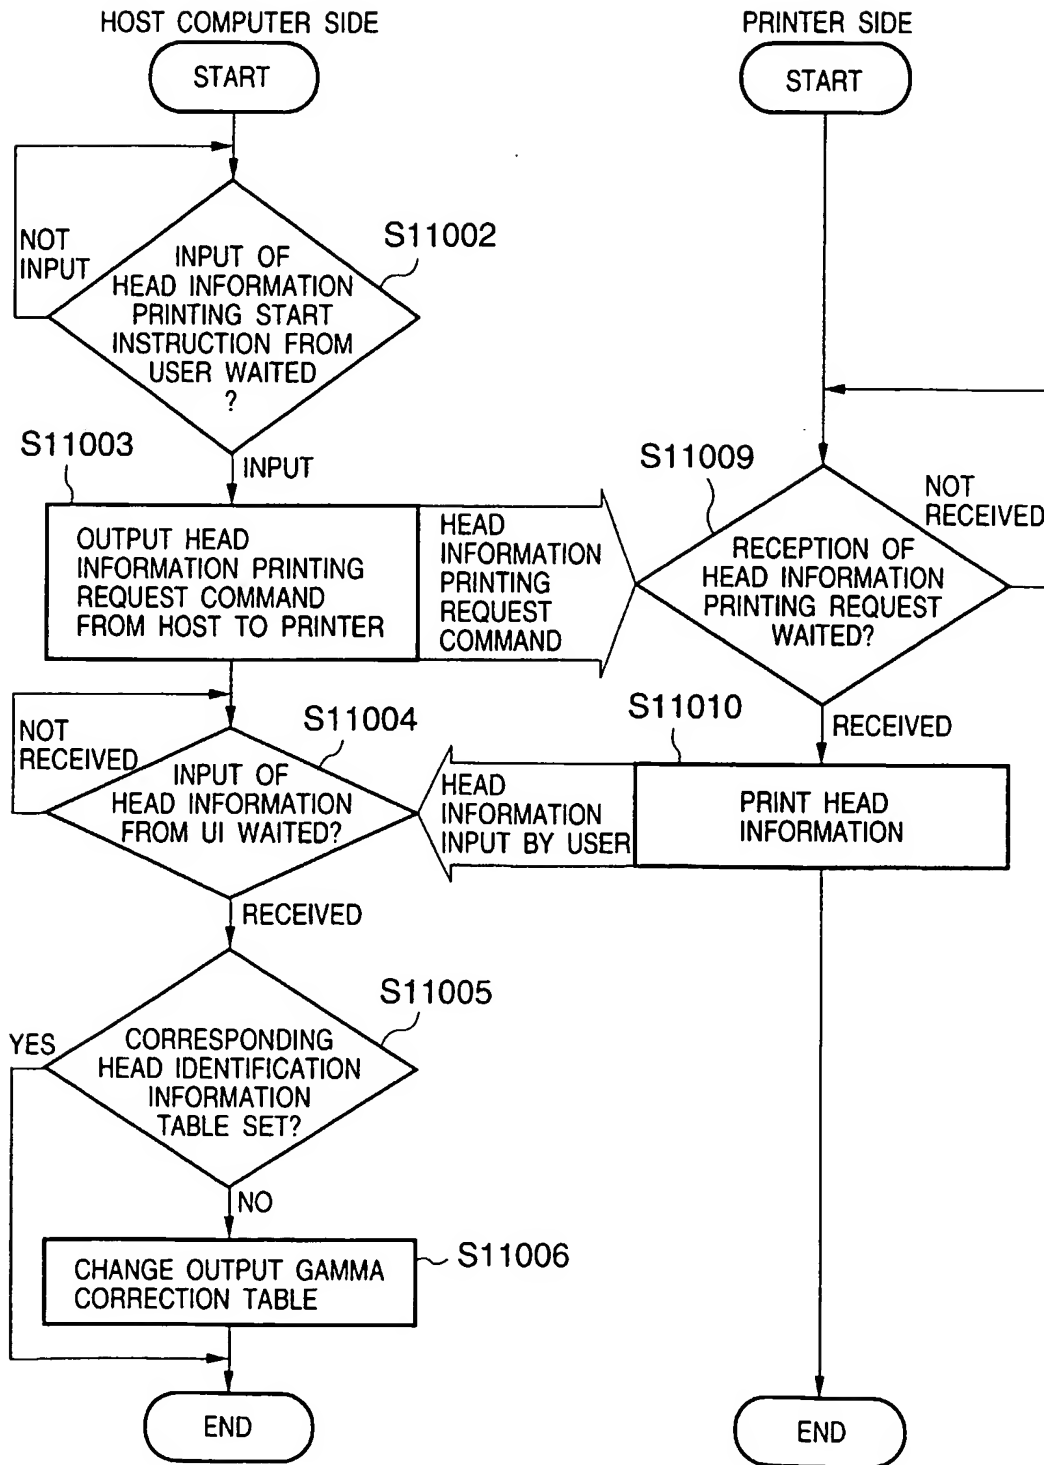 HOST COMPUTER SIDE
PRINTER SIDE
START
START
NOT
INPUT
S11002
INPUT OF
HEAD INFORMATION
PRINTING START
INSTRUCTION FROM
USER WAITED
?
S11003
INPUT
OUTPUT HEAD
INFORMATION PRINTING
REQUEST COMMAND
FROM HOST TO PRINTER
HEAD
INFORMATION
PRINTING
REQUEST
COMMAND
S11009
NOT
RECEIVED
RECEPTION OF
HEAD INFORMATION
PRINTING REQUEST
WAITED?
NOT
RECEIVED
S11004
INPUT OF
HEAD INFORMATION
FROM UI WAITED?
HEAD
INFORMATION
INPUT BY USER
S11010
RECEIVED
PRINT HEAD
INFORMATION
RECEIVED
S11005
YES
CORRESPONDING
HEAD IDENTIFICATION
INFORMATION
TABLE SET?
NO
S11006
CHANGE OUTPUT GAMMA
CORRECTION TABLE
END
END